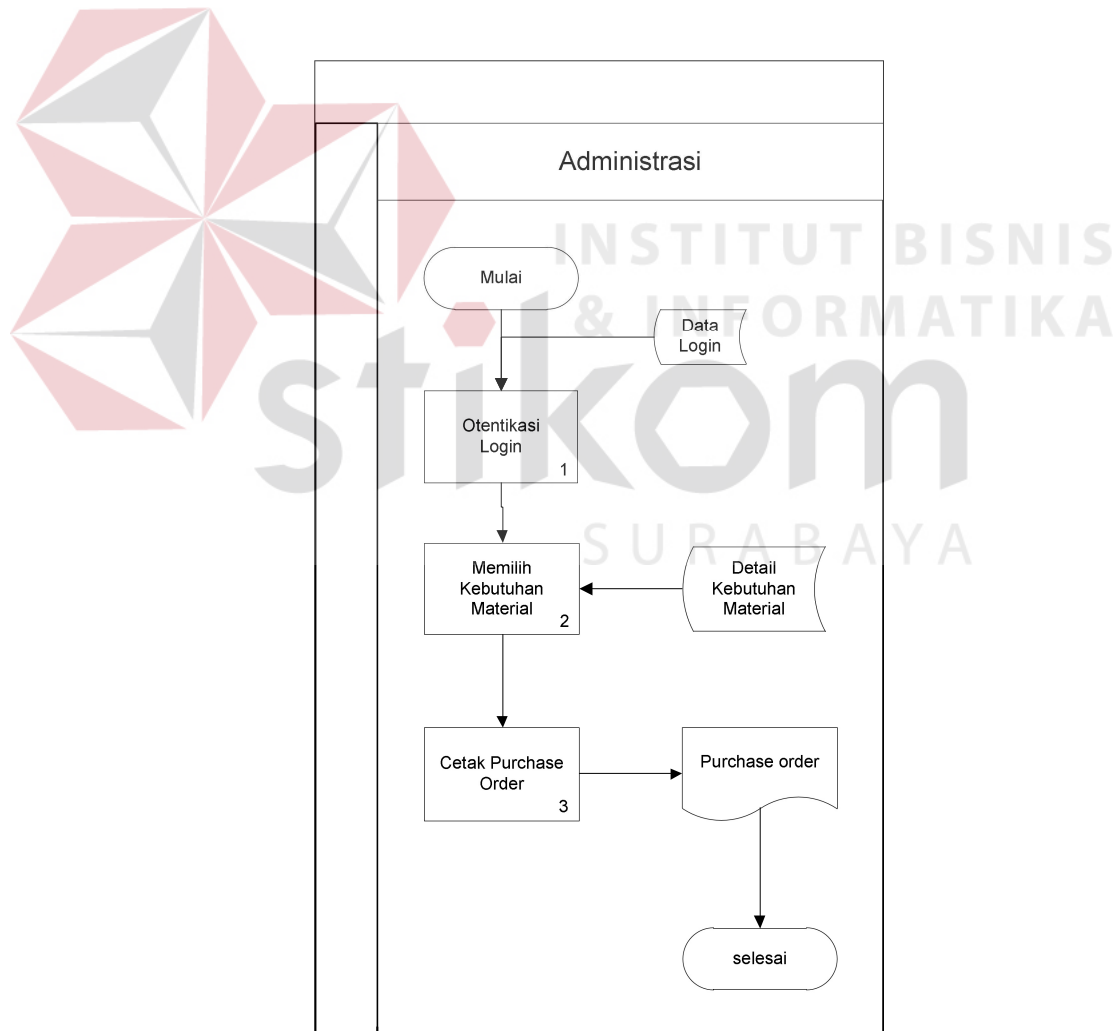 Administrasi
INSTITUT BISNIS
& INFORMATIKA
stikom
SURABAYA
Mulai
Data
Login
Otentikasi
Login
1
Memilih
Kebutuhan
Material
2
Detail
Kebutuhan
Material
Cetak Purchase
Order
3
Purchase order
selesai